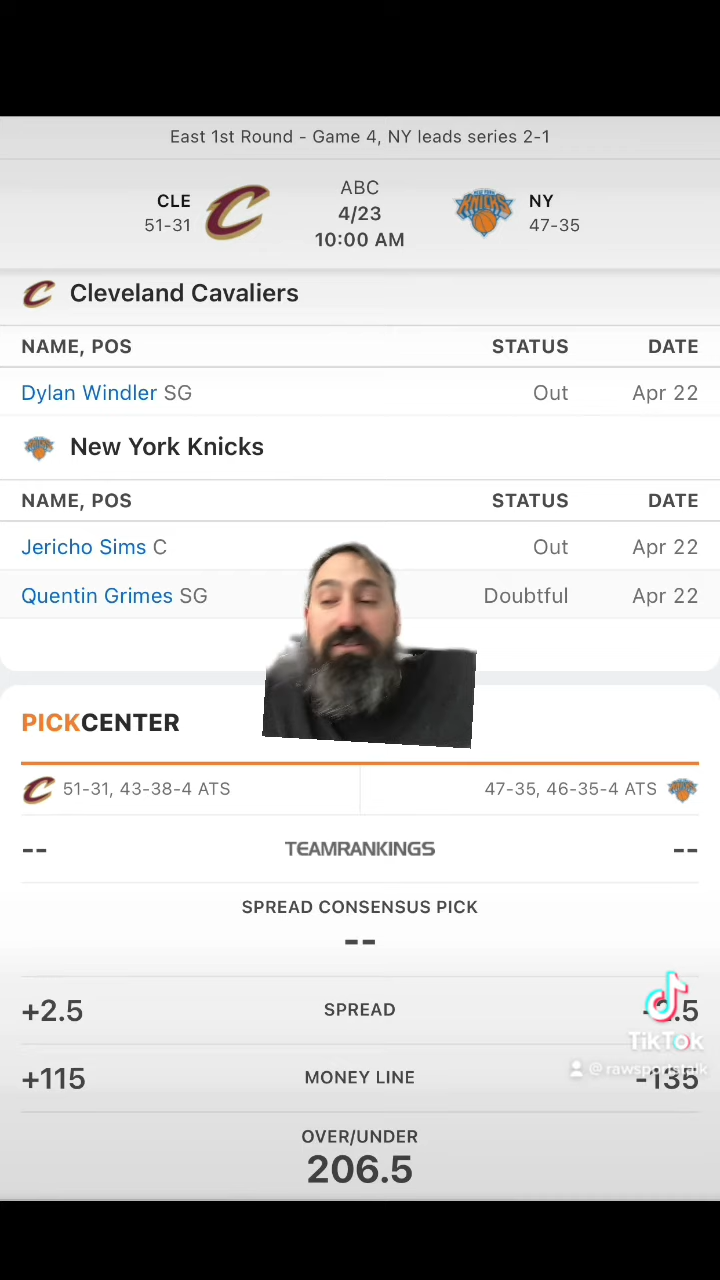 East 1st Round - Game 4, NY leads series 2-1
CLE
51-31
ABC
4/23
10:00 AM
KNICKS
NY
47-35
Cleveland Cavaliers
NAME, POS STATUS DATE
Dylan Windler SG Out Apr 22
New York Knicks
NAME, POS STATUS DATE
Jericho Sims C Out Apr 22
Quentin Grimes SG Doubtful Apr 22
PICKCENTER
51-31, 43-38-4 ATS 47-35, 46-35-4 ATS
-- TEAMRANKINGS --
SPREAD CONSENSUS PICK
--
+2.5 SPREAD -2.5
TikTok
@rawsportstalk
+115 MONEY LINE -135
OVER/UNDER
206.5